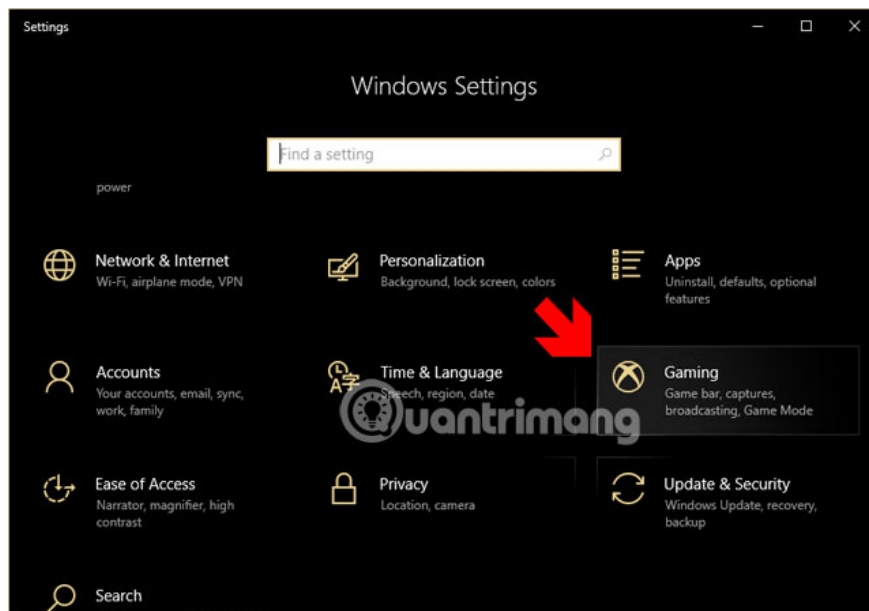 Settings
Windows Settings
Find a setting
power
Network & Internet
Wi-Fi, airplane mode, VPN
Personalization
Background, lock screen, colors
Apps
Uninstall, defaults, optional
features
Accounts
Your accounts, email, sync,
work, family
Time & Language
Speech, region, date
Gaming
Game bar, captures,
broadcasting, Game Mode
Quantrimang
Ease of Access
Narrator, magnifier, high
contrast
Privacy
Location, camera
Update & Security
Windows Update, recovery,
backup
Search